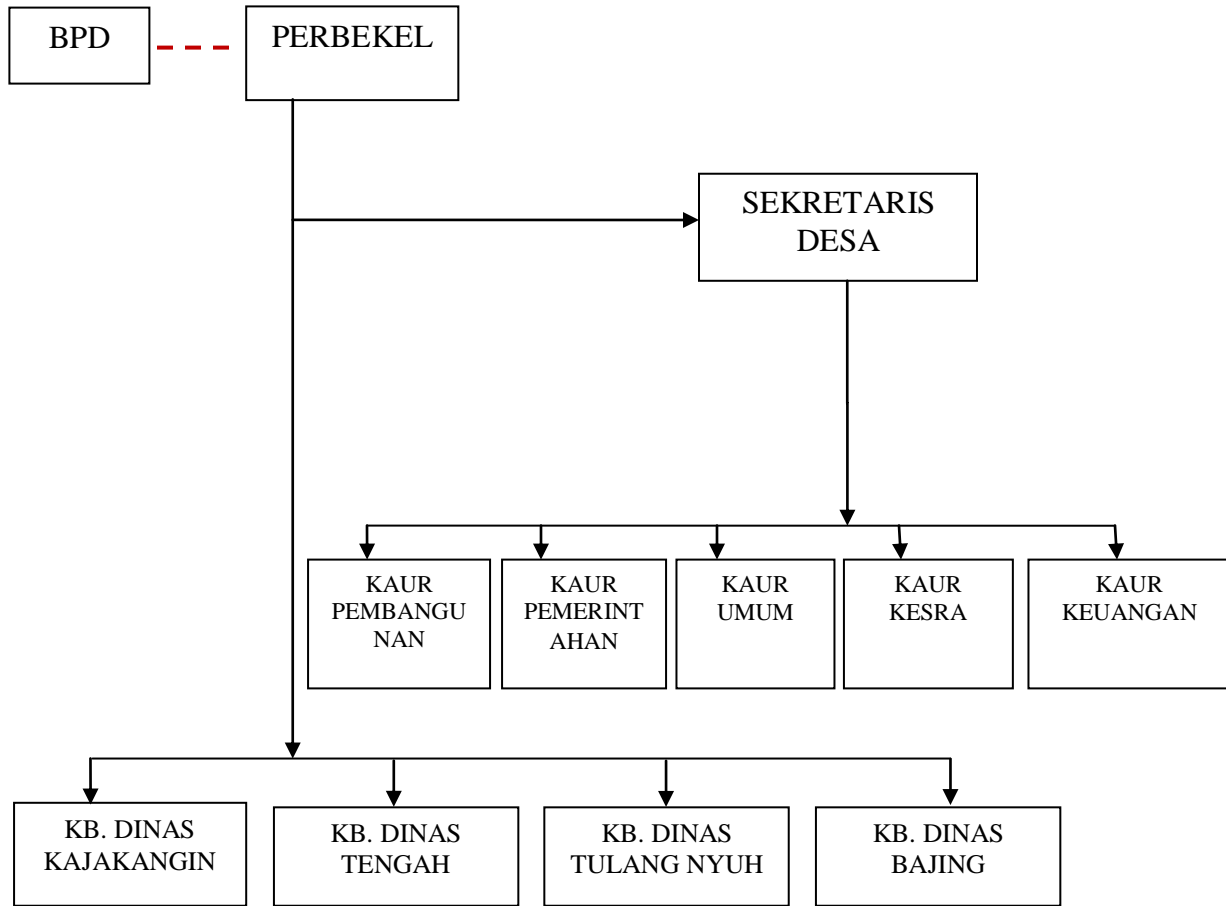 BPD
PERBEKEL
SEKRETARIS
DESA
KAUR
PEMBANGU
NAN
KAUR
PEMERINT
AHAN
KAUR
UMUM
KAUR
KESRA
KAUR
KEUANGAN
KB. DINAS
KAJAKANGIN
KB. DINAS
TENGAH
KB. DINAS
TULANG NYUH
KB. DINAS
BAJING